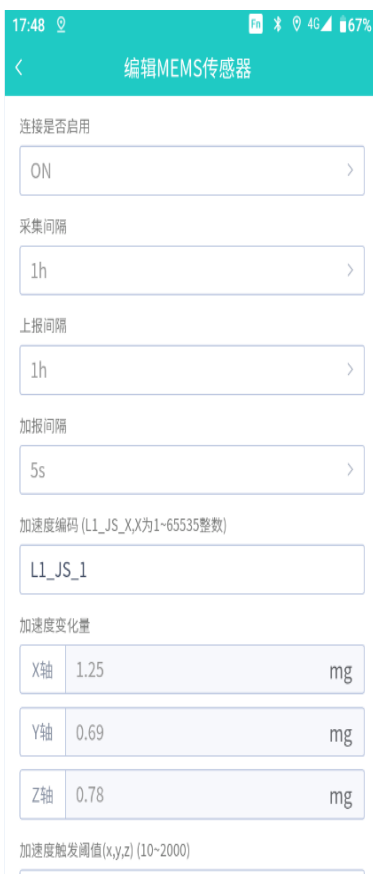 17:48 Fn 4G 67%
编辑MEMS传感器
连接是否启用
ON
采集间隔
1h
上报间隔
1h
加报间隔
5s
加速度编码 (L1_JS_X,X为1~65535整数)
L1_JS_1
加速度变化量
X轴 1.25 mg
Y轴 0.69 mg
Z轴 0.78 mg
加速度触发阈值(x,y,z) (10~2000)